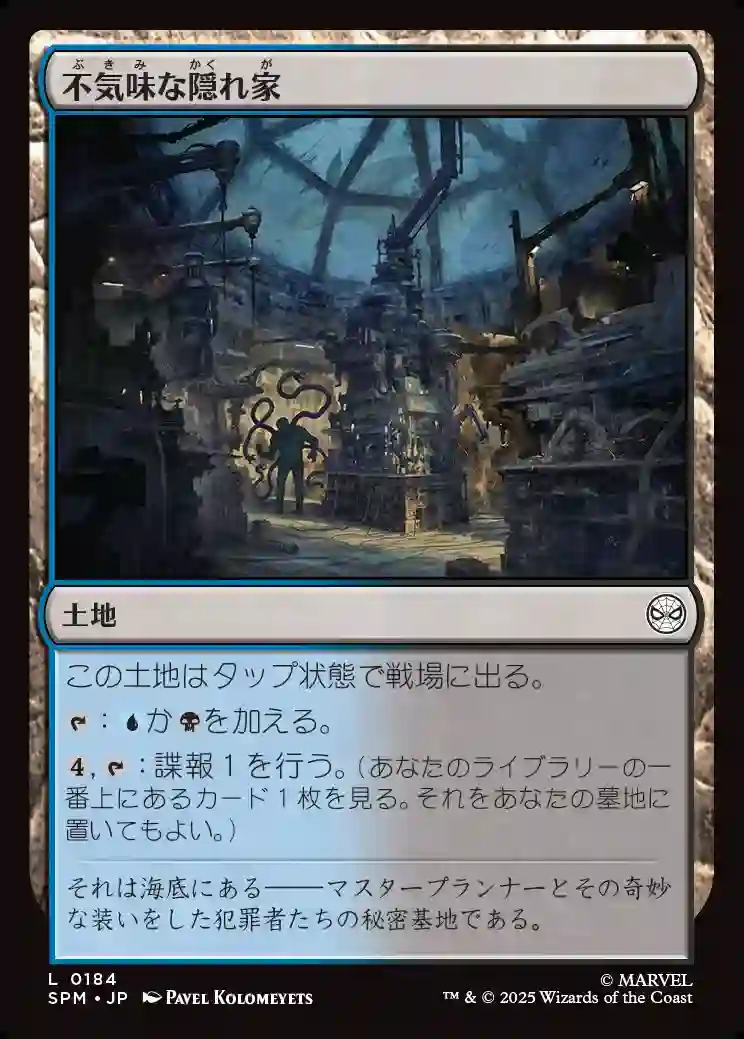 ぶきみ かく が
不気味な隠れ家
土地
この土地はタップ状態で戦場に出る。
：か を加える。
4, ：諜報1を行う。（あなたのライブラリーの一
番上にあるカード1枚を見る。それをあなたの墓地に
置いてもよい。）
それは海底にある――マスタープランナーとその奇妙
な装いをした犯罪者たちの秘密基地である。
L 0184
SPM • JP PAVEL KOLOMEYETS
© MARVEL
™ & © 2025 Wizards of the Coast